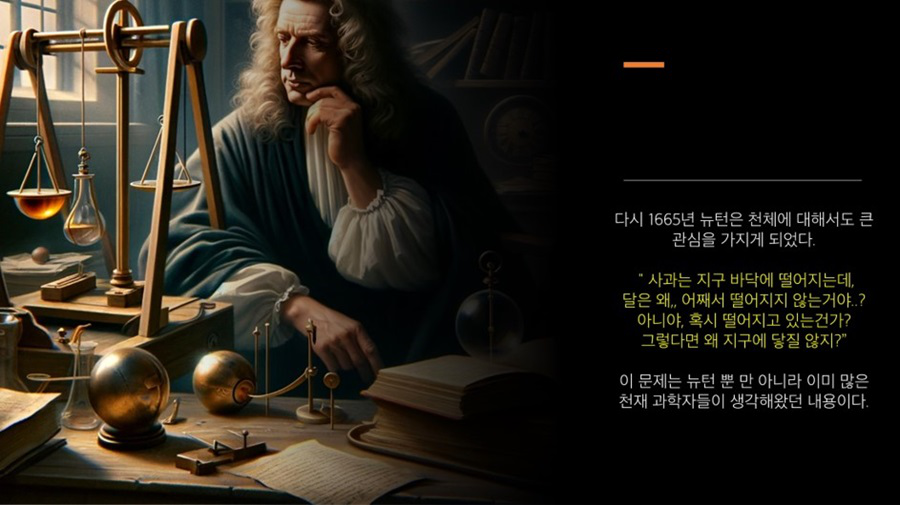 다시 1665년 뉴턴은 천체에 대해서도 큰
관심을 가지게 되었다.
" 사과는 지구 바닥에 떨어지는데,
달은 왜,, 어째서 떨어지지 않는거야..?
아니야, 혹시 떨어지고 있는건가?
그렇다면 왜 지구에 닿질 않지?"
이 문제는 뉴턴 뿐 만 아니라 이미 많은
천재 과학자들이 생각해왔던 내용이다.